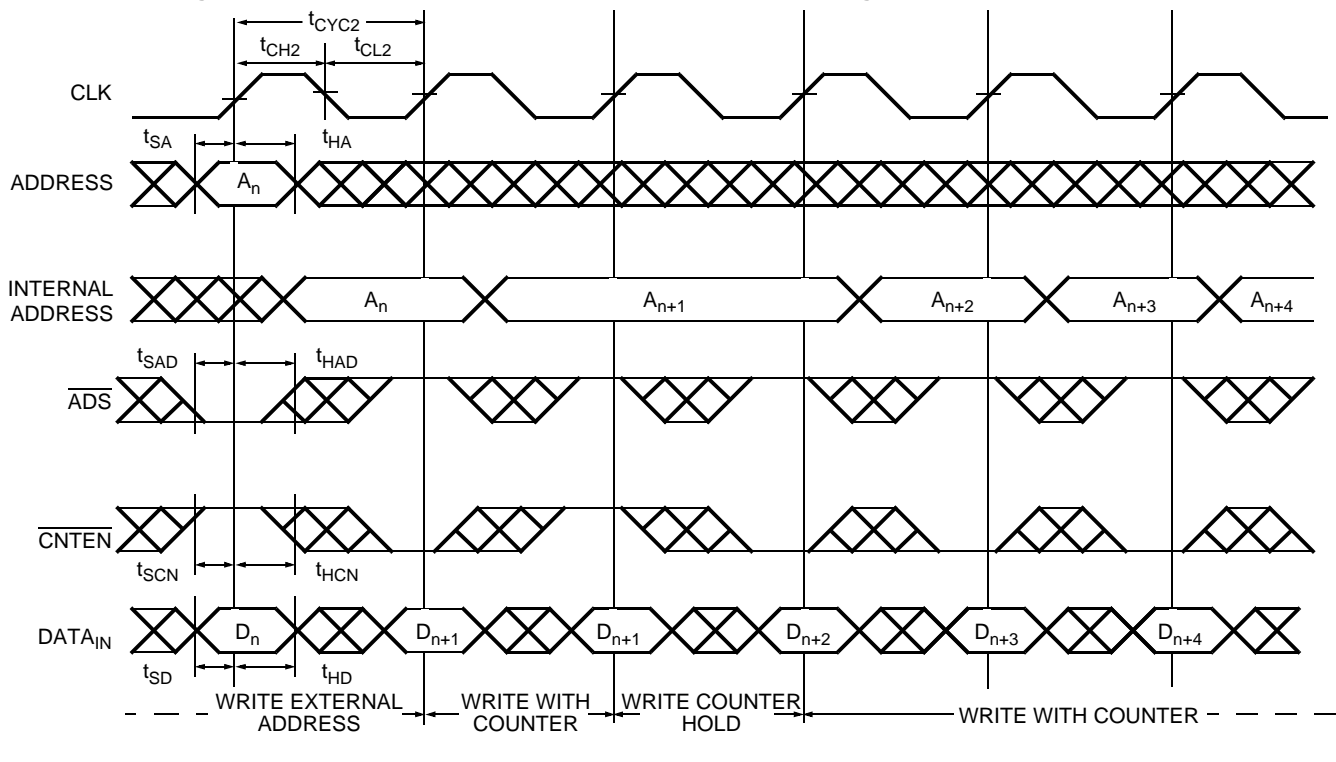 tCYC2
tCH2 tCL2
CLK
tSA tHA
ADDRESS An
INTERNAL
ADDRESS
An An+1 An+2 An+3 An+4
tSAD tHAD
ADS
CNTEN
tSCN tHCN
DATAIN Dn Dn+1 Dn+1 Dn+2 Dn+3 Dn+4
tSD tHD
WRITE EXTERNAL
ADDRESS
WRITE WITH
COUNTER
WRITE COUNTER
HOLD
WRITE WITH COUNTER